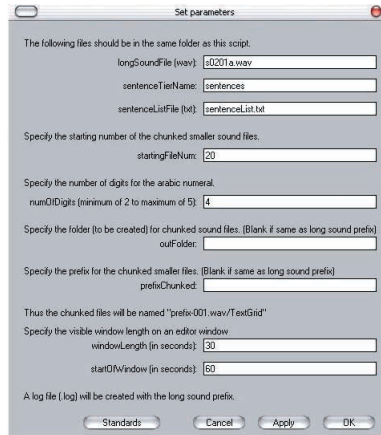 Set parameters
The following files should be in the same folder as this script.
longSoundFile (wav): s0201a.wav
sentenceTierName: sentences
sentenceListFile (txt): sentenceList.txt
Specify the starting number of the chunked smaller sound files.
startingFileNum: 20
Specify the number of digits for the arabic numeral.
numOfDigits (minimum of 2 to maximum of 5): 4
Specify the folder (to be created) for chunked sound files. (Blank if same as long sound prefix)
outFolder:
Specify the prefix for the chunked smaller files. (Blank if same as long sound prefix)
prefixChunked:
Thus the chunked files will be named "prefix-001.wav/TextGrid"
Specify the visible window length on an editor window
windowLength (in seconds): 30
startOfWindow (in seconds): 60
A log file (.log) will be created with the long sound prefix.
Standards Cancel Apply OK